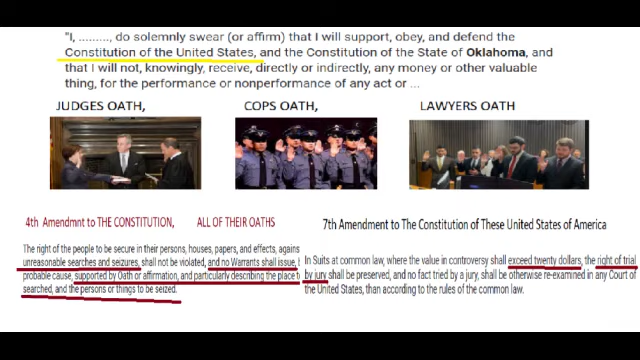 "I, ........., do solemnly swear (or affirm) that I will support, obey, and defend the
Constitution of the United States, and the Constitution of the State of Oklahoma, and
that I will not, knowingly, receive, directly or indirectly, any money or other valuable
thing, for the performance or nonperformance of any act or ...
JUDGES OATH,
COPS OATH,
LAWYERS OATH
4th Amendmnt to THE CONSTITUTION,
ALL OF THEIR OATHS
The right of the people to be secure in their persons, houses, papers, and effects, agains
unreasonable searches and seizures, shall not be violated, and no Warrants shall issue,
probable cause, supported by Oath or affirmation, and particularly describing the place to
searched, and the persons or things to be seized.
7th Amendment to The Constitution of These United States of America
In Suits at common law, where the value in controversy shall exceed twenty dollars, the right of trial
by jury shall be preserved, and no fact tried by a jury, shall be otherwise re-examined in any Court of
the United States, than according to the rules of the common law.